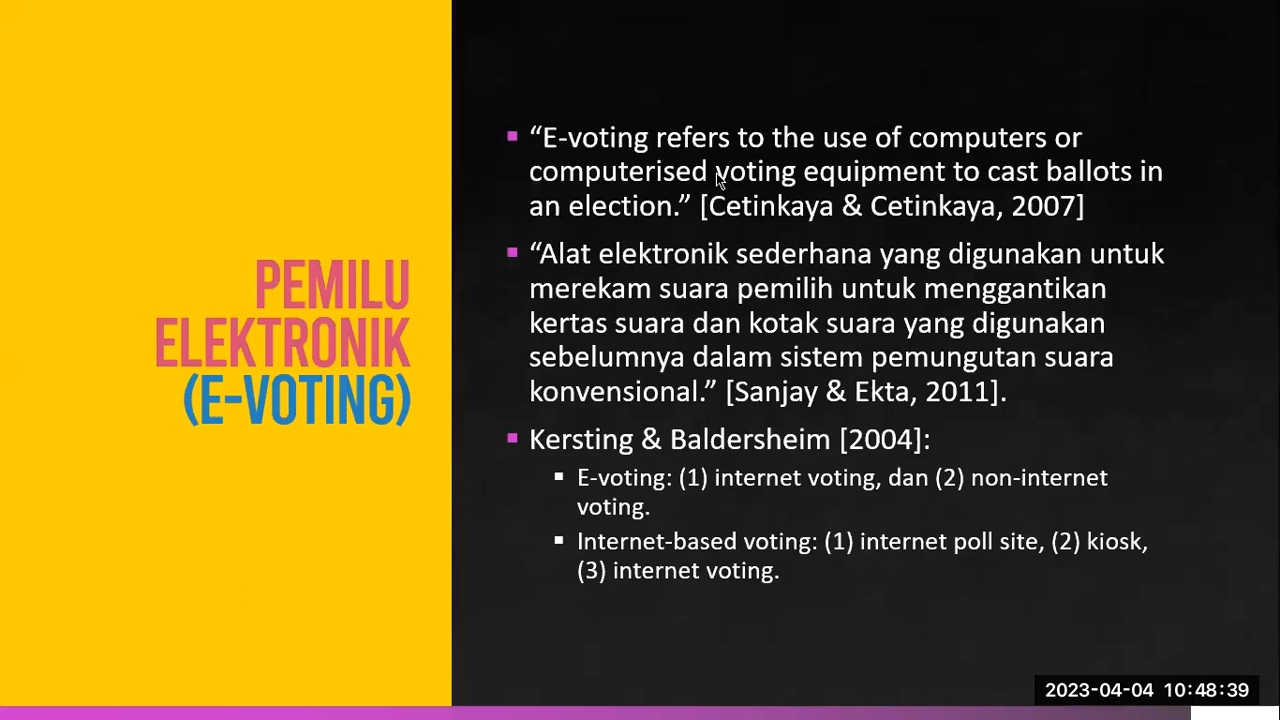 PEMILU
ELEKTRONIK
(E-VOTING)
“E-voting refers to the use of computers or
computerised voting equipment to cast ballots in
an election.” [Cetinkaya & Cetinkaya, 2007]
“Alat elektronik sederhana yang digunakan untuk
merekam suara pemilih untuk menggantikan
kertas suara dan kotak suara yang digunakan
sebelumnya dalam sistem pemungutan suara
konvensional.” [Sanjay & Ekta, 2011].
Kersting & Baldersheim [2004]:
E-voting: (1) internet voting, dan (2) non-internet
voting.
Internet-based voting: (1) internet poll site, (2) kiosk,
(3) internet voting.
2023-04-04 10:48:39